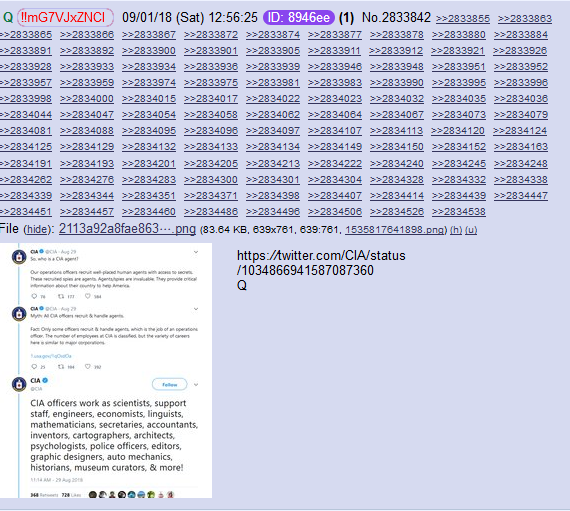 Q !!mG7VJxZNCI 09/01/18 (Sat) 12:56:25 ID: 8946ee (1) No.2833842 >>2833855 >>2833863
>>2833865 >>2833866 >>2833867 >>2833872 >>2833874 >>2833877 >>2833878 >>2833880 >>2833884
>>2833891 >>2833892 >>2833893 >>2833901 >>2833905 >>2833911 >>2833912 >>2833921 >>2833926
>>2833928 >>2833933 >>2833934 >>2833936 >>2833939 >>2833946 >>2833948 >>2833951 >>2833952
>>2833957 >>2833959 >>2833974 >>2833975 >>2833981 >>2833983 >>2833990 >>2833995 >>2833996
>>2833998 >>2834000 >>2834015 >>2834017 >>2834022 >>2834023 >>2834032 >>2834035 >>2834036
>>2834044 >>2834047 >>2834054 >>2834058 >>2834062 >>2834064 >>2834067 >>2834073 >>2834079
>>2834081 >>2834088 >>2834095 >>2834096 >>2834097 >>2834107 >>2834113 >>2834120 >>2834124
>>2834125 >>2834129 >>2834132 >>2834133 >>2834134 >>2834149 >>2834150 >>2834152 >>2834163
>>2834191 >>2834193 >>2834201 >>2834205 >>2834213 >>2834222 >>2834240 >>2834245 >>2834248
>>2834262 >>2834276 >>2834283 >>2834300 >>2834301 >>2834304 >>2834328 >>2834332 >>2834338
>>2834339 >>2834344 >>2834351 >>2834371 >>2834398 >>2834407 >>2834414 >>2834439 >>2834447
>>2834451 >>2834457 >>2834460 >>2834486 >>2834496 >>2834506 >>2834526 >>2834538
File (hide): 2113a92a8fae863⋯.png (83.64 KB, 639x761, 639:761, 1535817641898.png) (h) (u)
https://twitter.com/CIA/status
/1034866941587087360
Q
CIA @CIA · Aug 29
So, who is a CIA agent?
Our operations officers recruit well-placed human agents with access to secrets.
These recruited spies are agents. Agents/spies are invaluable. They provide critical
information about their country to help America.
CIA @CIA · Aug 29
Myth: All CIA officers recruit & handle agents.
Fact: Only some officers recruit & handle agents, which is the job of an operations
officer. The number of employees at CIA is classified, but the variety of careers
here is similar to major corporations.
CIA
@CIA
Follow
CIA officers work as scientists, support
staff, engineers, economists, linguists,
mathematicians, secretaries, accountants,
inventors, cartographers, architects,
psychologists, police officers, editors,
graphic designers, auto mechanics,
historians, museum curators, & more!
11:14 AM - 29 Aug 2018
368 Retweets 728 Likes